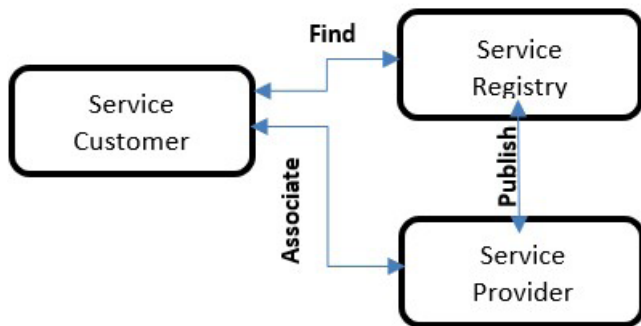 Find
Service
Registry
Service
Customer
Associate
Publish
Service
Provider